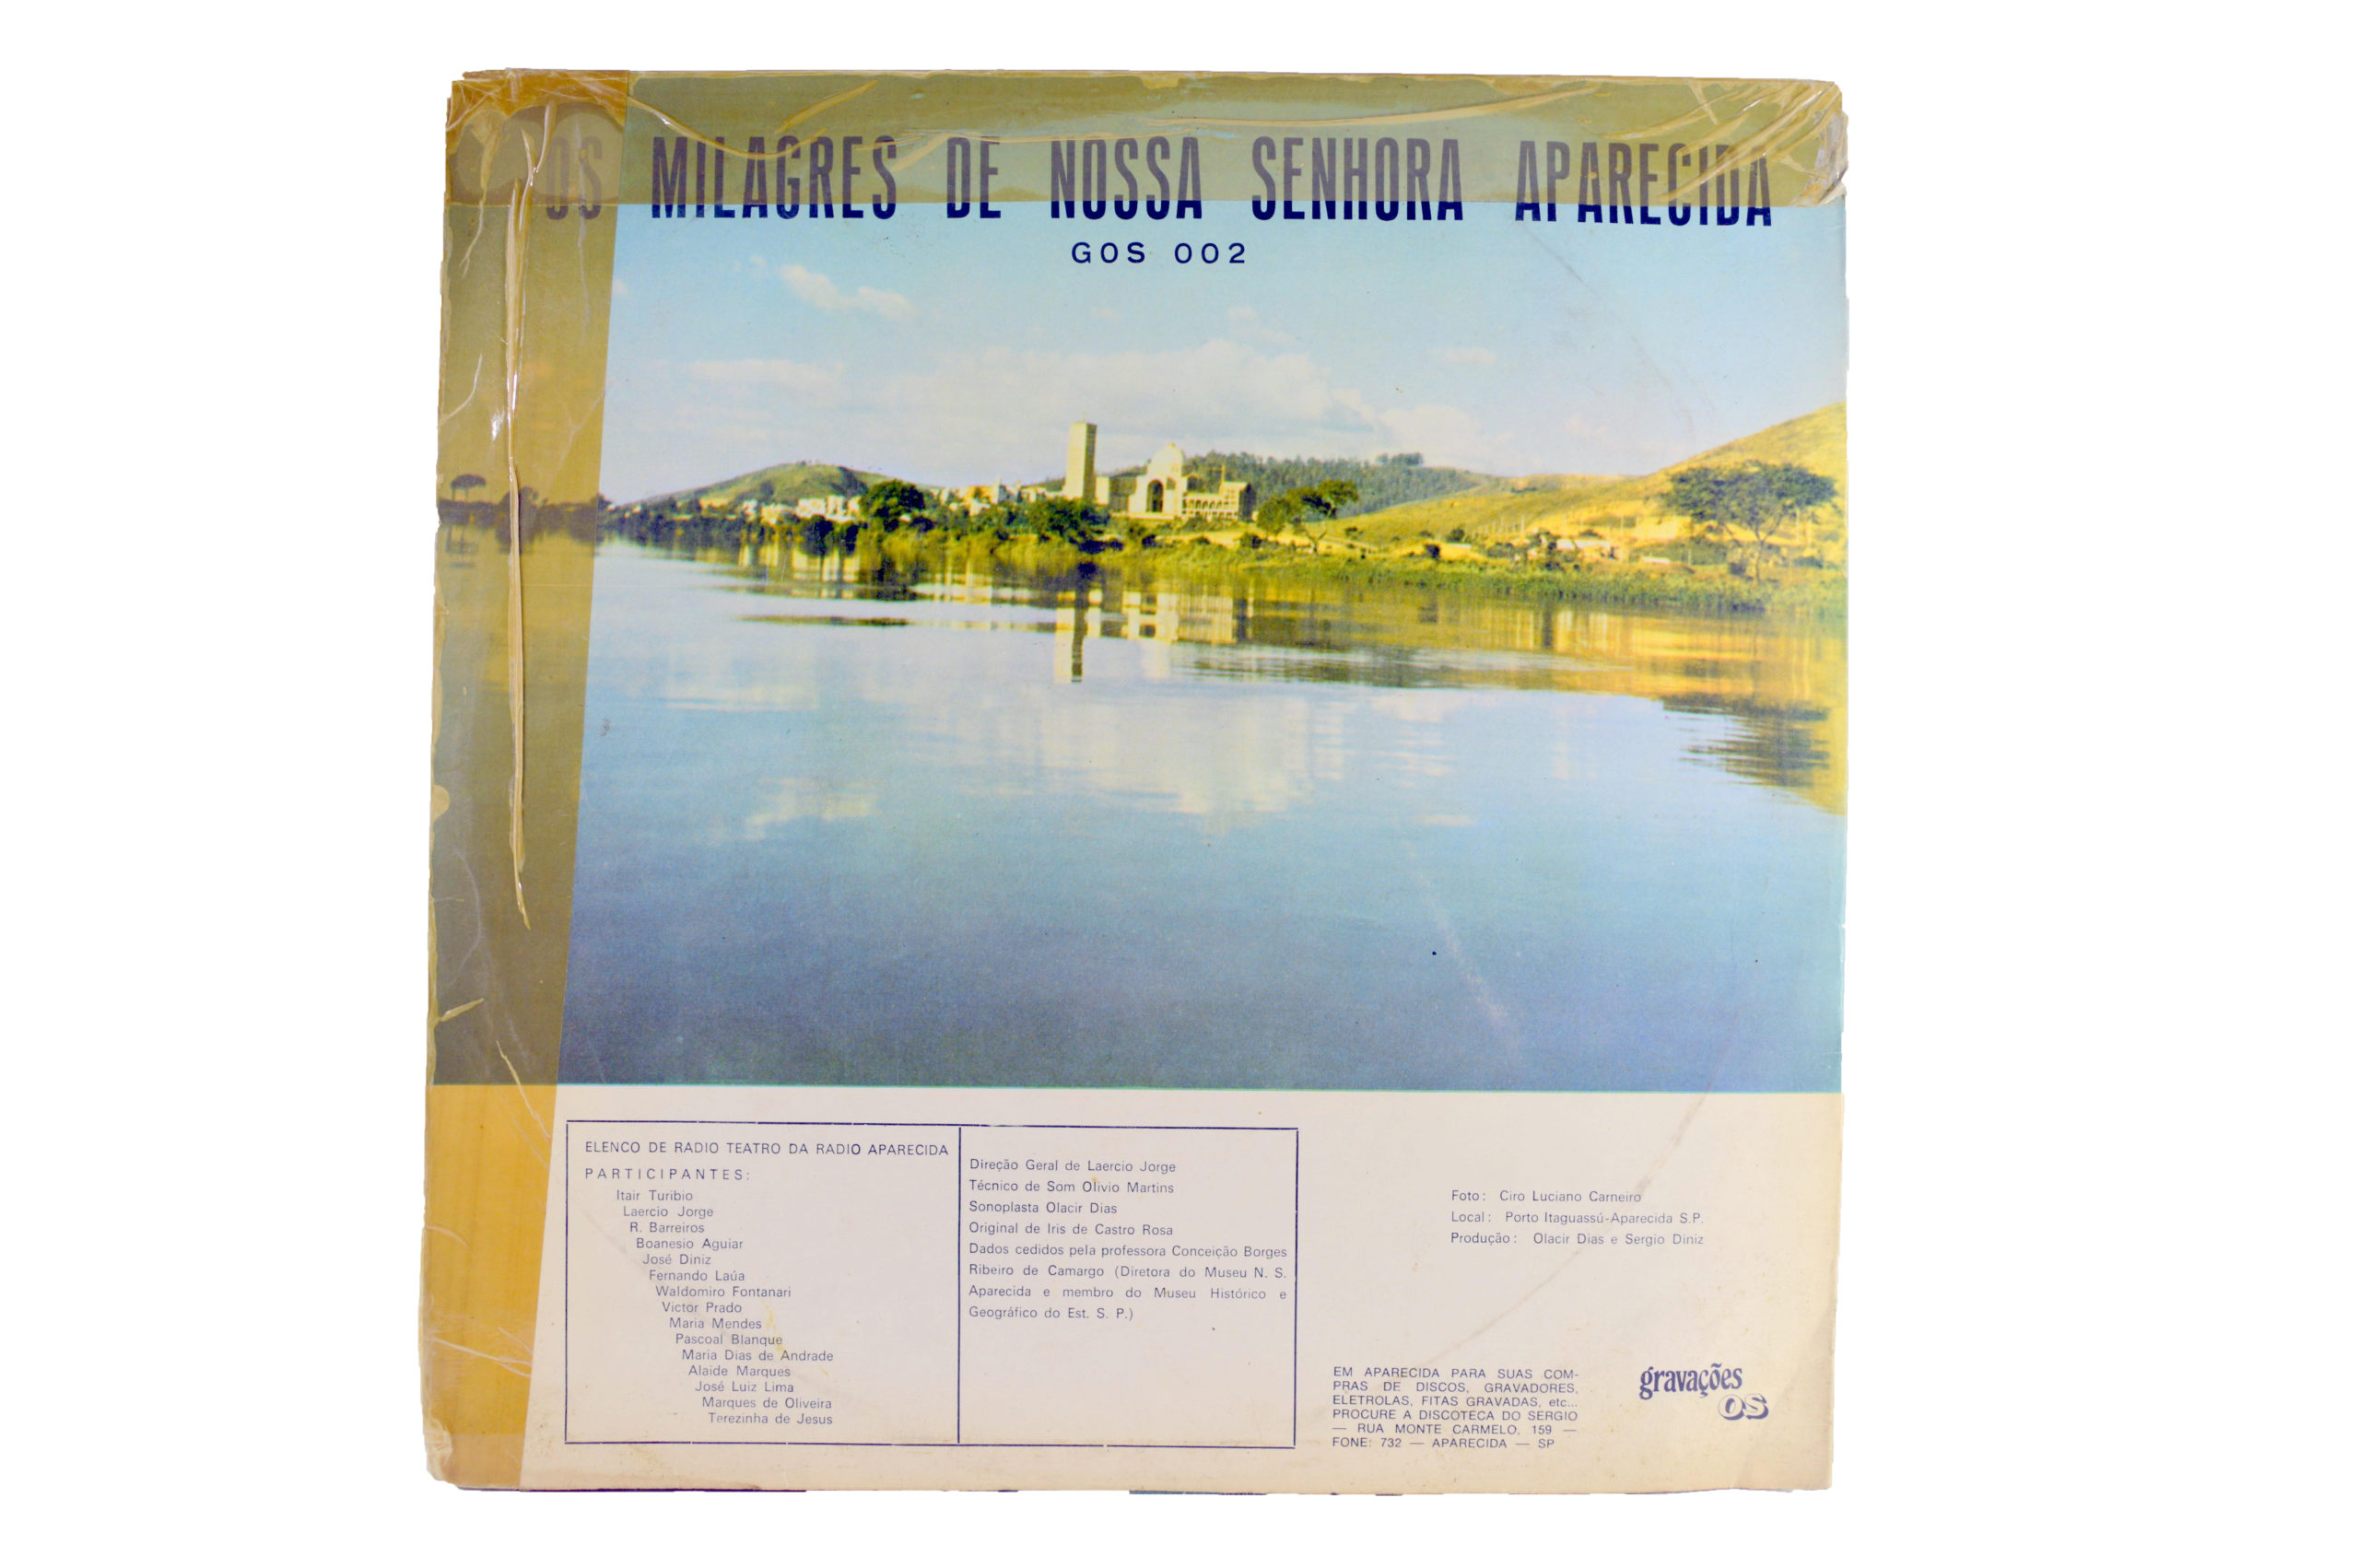 OS MILAGRES DE NOSSA SENHORA APARECIDA
GOS 002
ELENCO DE RADIO TEATRO DA RADIO APARECIDA
PARTICIPANTES:
Itair Turibio
Laercio Jorge
R. Barreiros
Boanesio Aguiar
José Diniz
Fernando Laúa
Waldomiro Fontanari
Victor Prado
Maria Mendes
Pascoal Blanque
Maria Dias de Andrade
Alaide Marques
José Luiz Lima
Marques de Oliveira
Terezinha de Jesus
Direção Geral de Laercio Jorge
Técnico de Som Olivio Martins
Sonoplasta Olacir Dias
Original de Iris de Castro Rosa
Dados cedidos pela professora Conceição Borges
Ribeiro de Camargo (Diretora do Museu N. S.
Aparecida e membro do Museu Histórico e
Geográfico do Est. S. P.)
Foto: Ciro Luciano Carneiro
Local: Porto Itaguassú-Aparecida S.P.
Produção: Olacir Dias e Sergio Diniz
EM APARECIDA PARA SUAS COM-
PRAS DE DISCOS, GRAVADORES,
ELETROLAS, FITAS GRAVADAS, etc...
PROCURE A DISCOTECA DO SERGIO
— RUA MONTE CARMELO, 159 —
FONE: 732 — APARECIDA — SP
gravações
OS